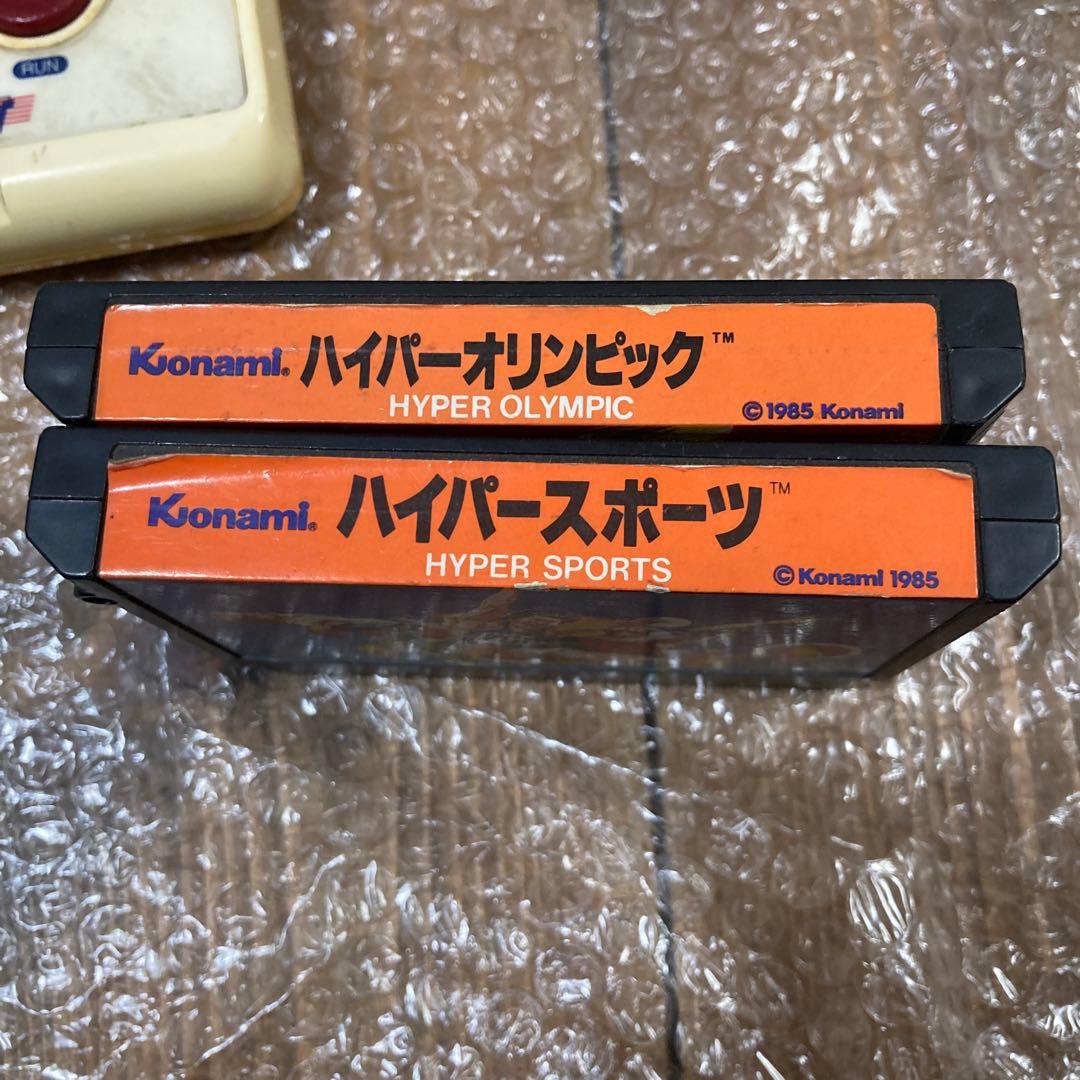 RUN
Konami® ハイパーオリンピック™
HYPER OLYMPIC
©1985 Konami
Konami® ハイパースポーツ™
HYPER SPORTS
©Konami 1985